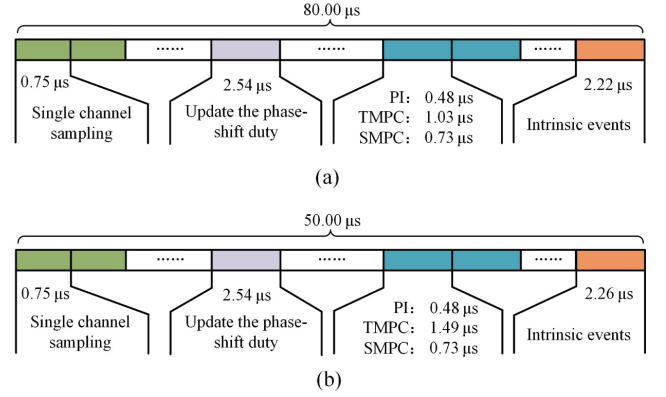 80.00 μs
······ ······ ······
0.75 μs
Single channel
sampling
2.54 μs
Update the phase-
shift duty
PI: 0.48 μs
TMPC: 1.03 μs
SMPC: 0.73 μs
2.22 μs
Intrinsic events
(a)
50.00 μs
······ ······ ······
0.75 μs
Single channel
sampling
2.54 μs
Update the phase-
shift duty
PI: 0.48 μs
TMPC: 1.49 μs
SMPC: 0.73 μs
2.26 μs
Intrinsic events
(b)